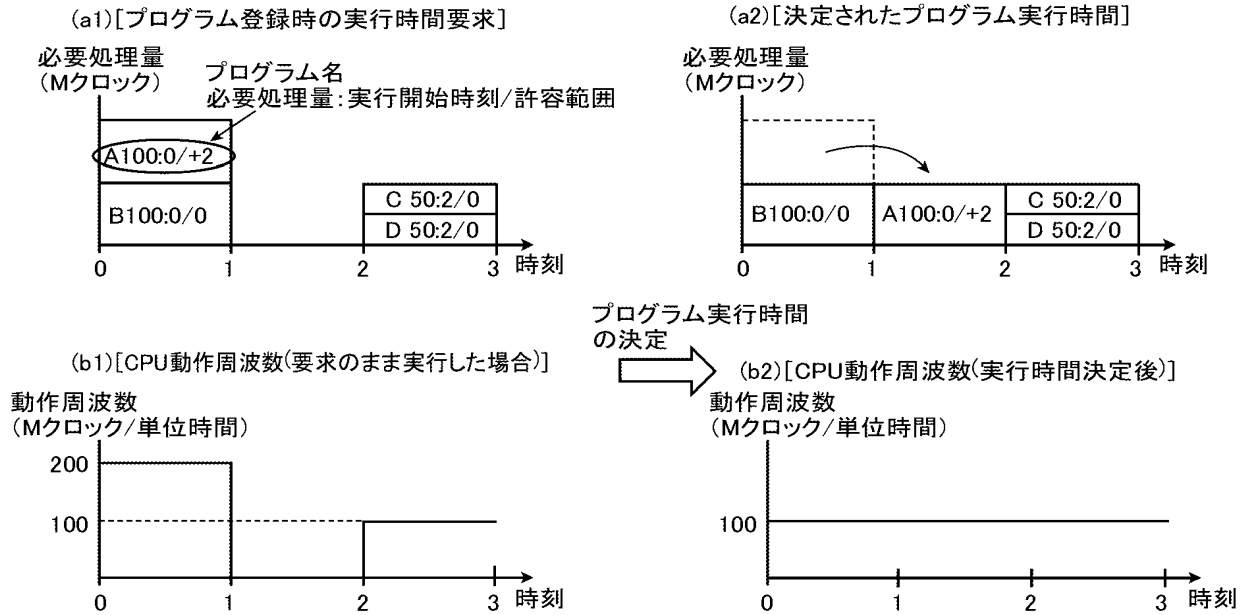 (a1)[プログラム登録時の実行時間要求]
必要処理量
(Mクロック)
プログラム名
必要処理量:実行開始時刻/許容範囲
A100:0/+2
B100:0/0
C 50:2/0
D 50:2/0
0 1 2 3 時刻
(a2)[決定されたプログラム実行時間]
必要処理量
(Mクロック)
B100:0/0
A100:0/+2
C 50:2/0
D 50:2/0
0 1 2 3 時刻
プログラム実行時間
の決定
(b1)[CPU動作周波数(要求のまま実行した場合)]
動作周波数
(Mクロック/単位時間)
200
100
0 1 2 3 時刻
(b2)[CPU動作周波数(実行時間決定後)]
動作周波数
(Mクロック/単位時間)
100
0 1 2 3 時刻